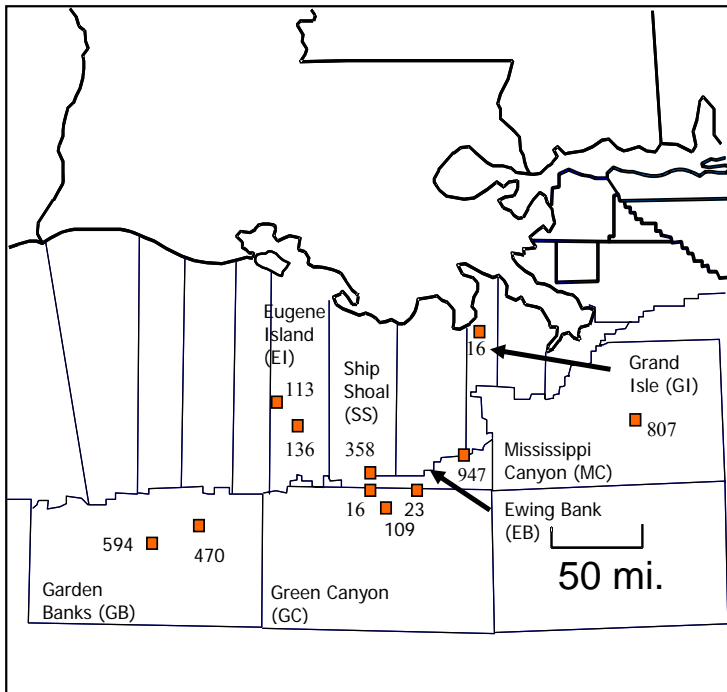 Eugene
Island
(EI)
113
136
Ship
Shoal
(SS)
358
16
Grand
Isle (GI)
807
947
Mississippi
Canyon (MC)
16
23
109
Ewing Bank
(EB)
50 mi.
594
470
Garden
Banks (GB)
Green Canyon
(GC)